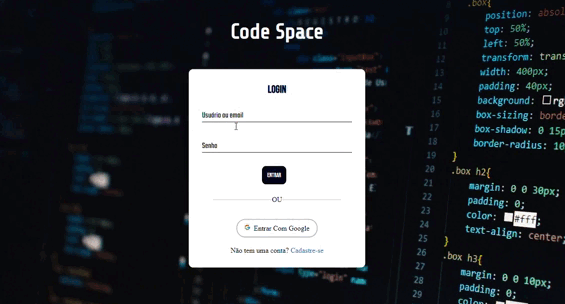 Code Space
LOGIN
Usuário ou email
Senha
ENTRAR
OU
Entrar Com Google
Não tem uma conta? Cadastre-se
.box{
position: absol
top: 50%;
left: 50%;
transform: trans
width: 400px;
padding: 40px;
background: rg
box-sizing: borde
box-shadow: 0 15p
border-radius: 10
}
.box h2{
margin: 0 0 30px;
padding: 0;
color: #fff;
text-align: center;
}
.box h3{
margin: 0 0 10px;
padding: 0;